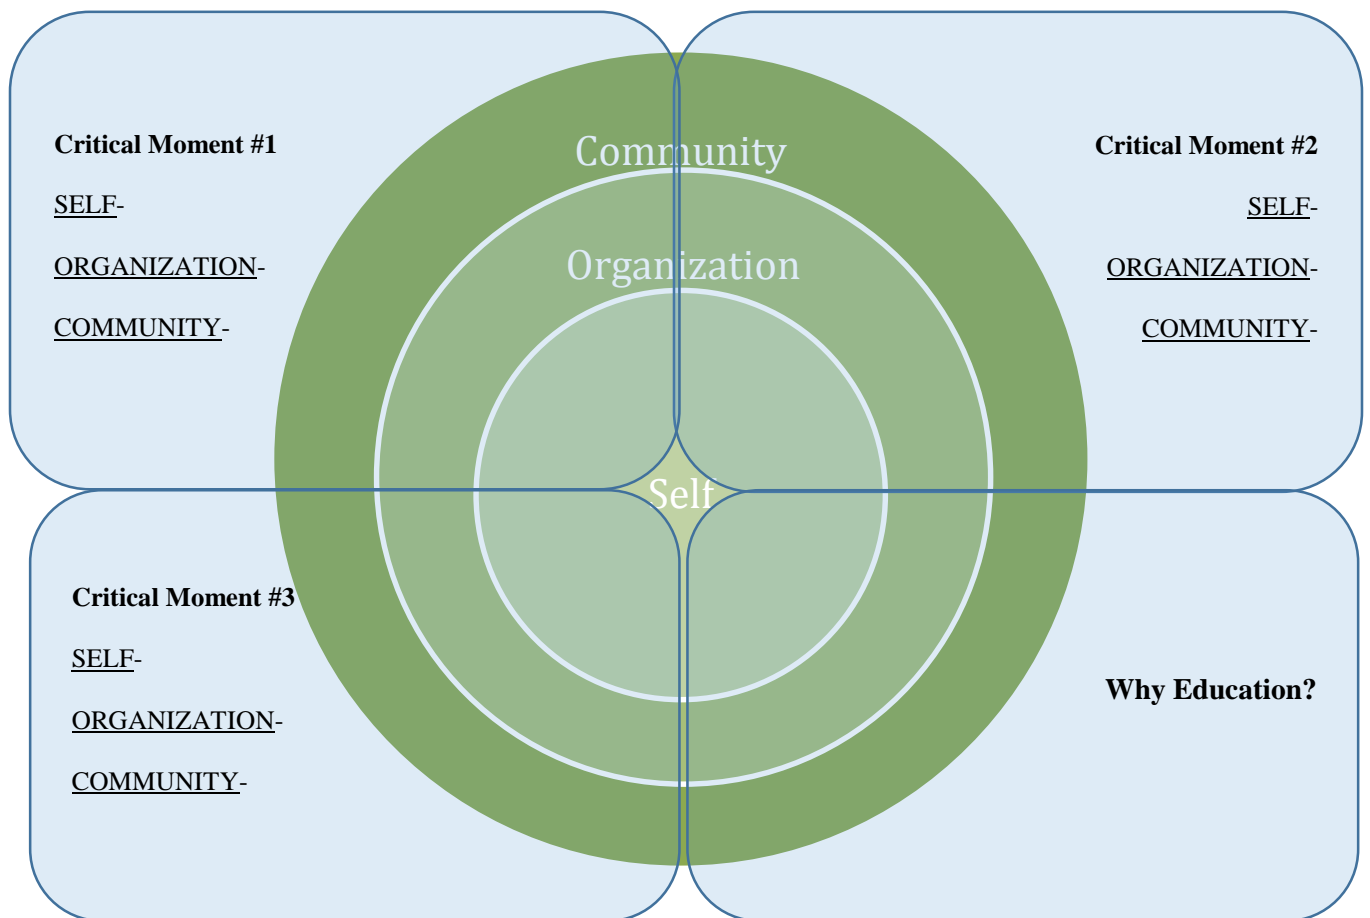 Critical Moment #1
SELF-
ORGANIZATION-
COMMUNITY-
Community
Organization
Self
Critical Moment #2
SELF-
ORGANIZATION-
COMMUNITY-
Critical Moment #3
SELF-
ORGANIZATION-
COMMUNITY-
Why Education?